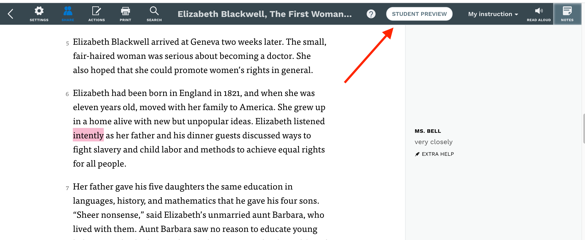 Elizabeth Blackwell, The First Woman...
STUDENT PREVIEW
My instruction
SETTINGS
ACTIONS
PRINT
SEARCH
READ ALOUD
NOTES
5 Elizabeth Blackwell arrived at Geneva two weeks later. The small,
fair-haired woman was serious about becoming a doctor. She
also hoped that she could promote women's rights in general.
6 Elizabeth had been born in England in 1821, and when she was
eleven years old, moved with her family to America. She grew up
in a home alive with new but unpopular ideas. Elizabeth listened
intently as her father and his dinner guests discussed ways to
fight slavery and child labor and methods to achieve equal rights
for all people.
MS. BELL
very closely
EXTRA HELP
7 Her father gave his five daughters the same education in
languages, history, and mathematics that he gave his four sons.
"Sheer nonsense," said Elizabeth's unmarried aunt Barbara, who
lived with them. Aunt Barbara saw no reason to educate young